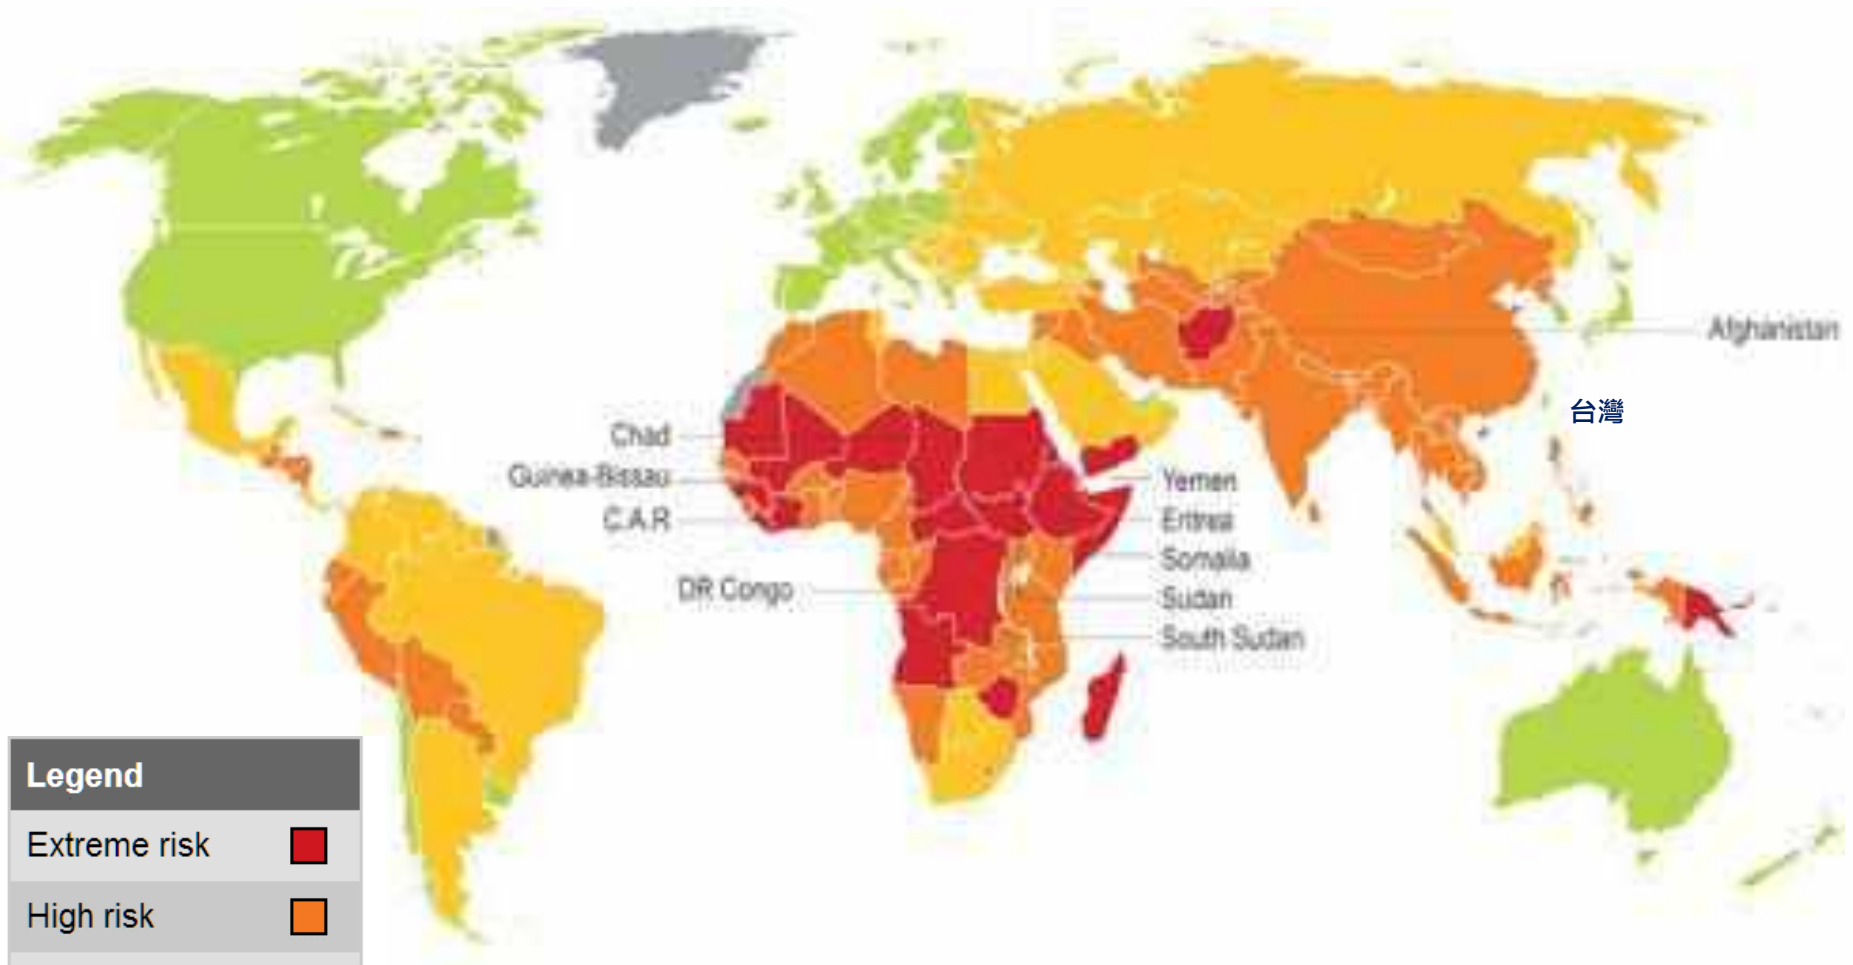 Afghanistan
台灣
Chad
Guinea-Bissau
C.A.R
DR Congo
Yemen
Eritrea
Somalia
Sudan
South Sudan
Legend
Extreme risk
High risk